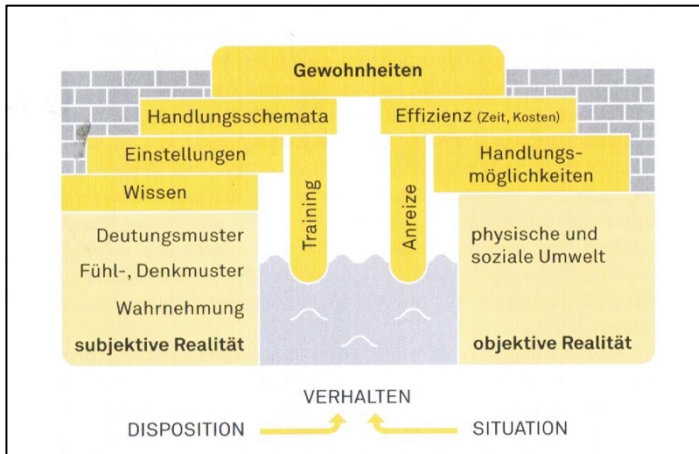 Gewohnheiten
Handlungsschemata
Effizienz (Zeit, Kosten)
Einstellungen
Handlungs-
möglichkeiten
Wissen
Training
Anreize
Deutungsmuster
Fühl-, Denkmuster
Wahrnehmung
subjektive Realität
physische und
soziale Umwelt
objektive Realität
VERHALTEN
DISPOSITION
SITUATION